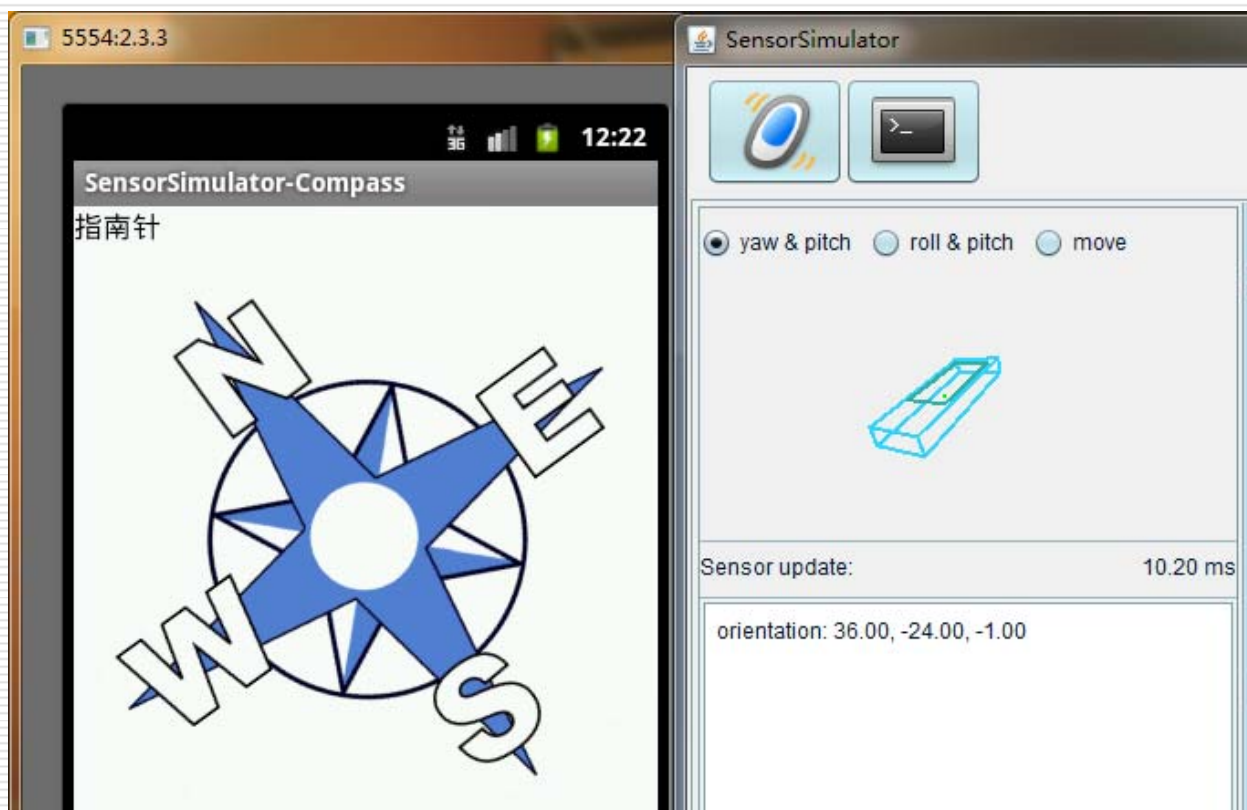 5554:2.3.3
3G 12:22
SensorSimulator-Compass
指南针
N
E
W
S
SensorSimulator
>_
yaw & pitch roll & pitch move
Sensor update: 10.20 ms
orientation: 36.00, -24.00, -1.00